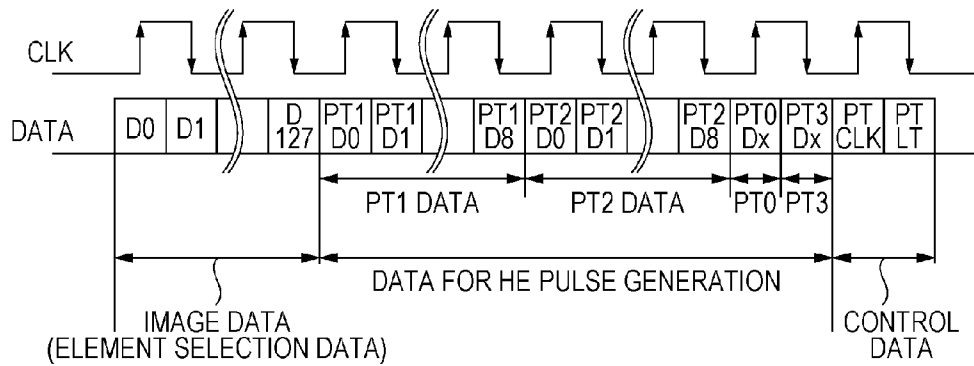 CLK
DATA
D0 D1 D 127 PT1 D0 PT1 D1 PT1 D8 PT2 D0 PT2 D1 PT2 D8 PT0 Dx PT3 Dx PT CLK PT LT
PT1 DATA PT2 DATA PT0 PT3
DATA FOR HE PULSE GENERATION
IMAGE DATA
(ELEMENT SELECTION DATA)
CONTROL
DATA